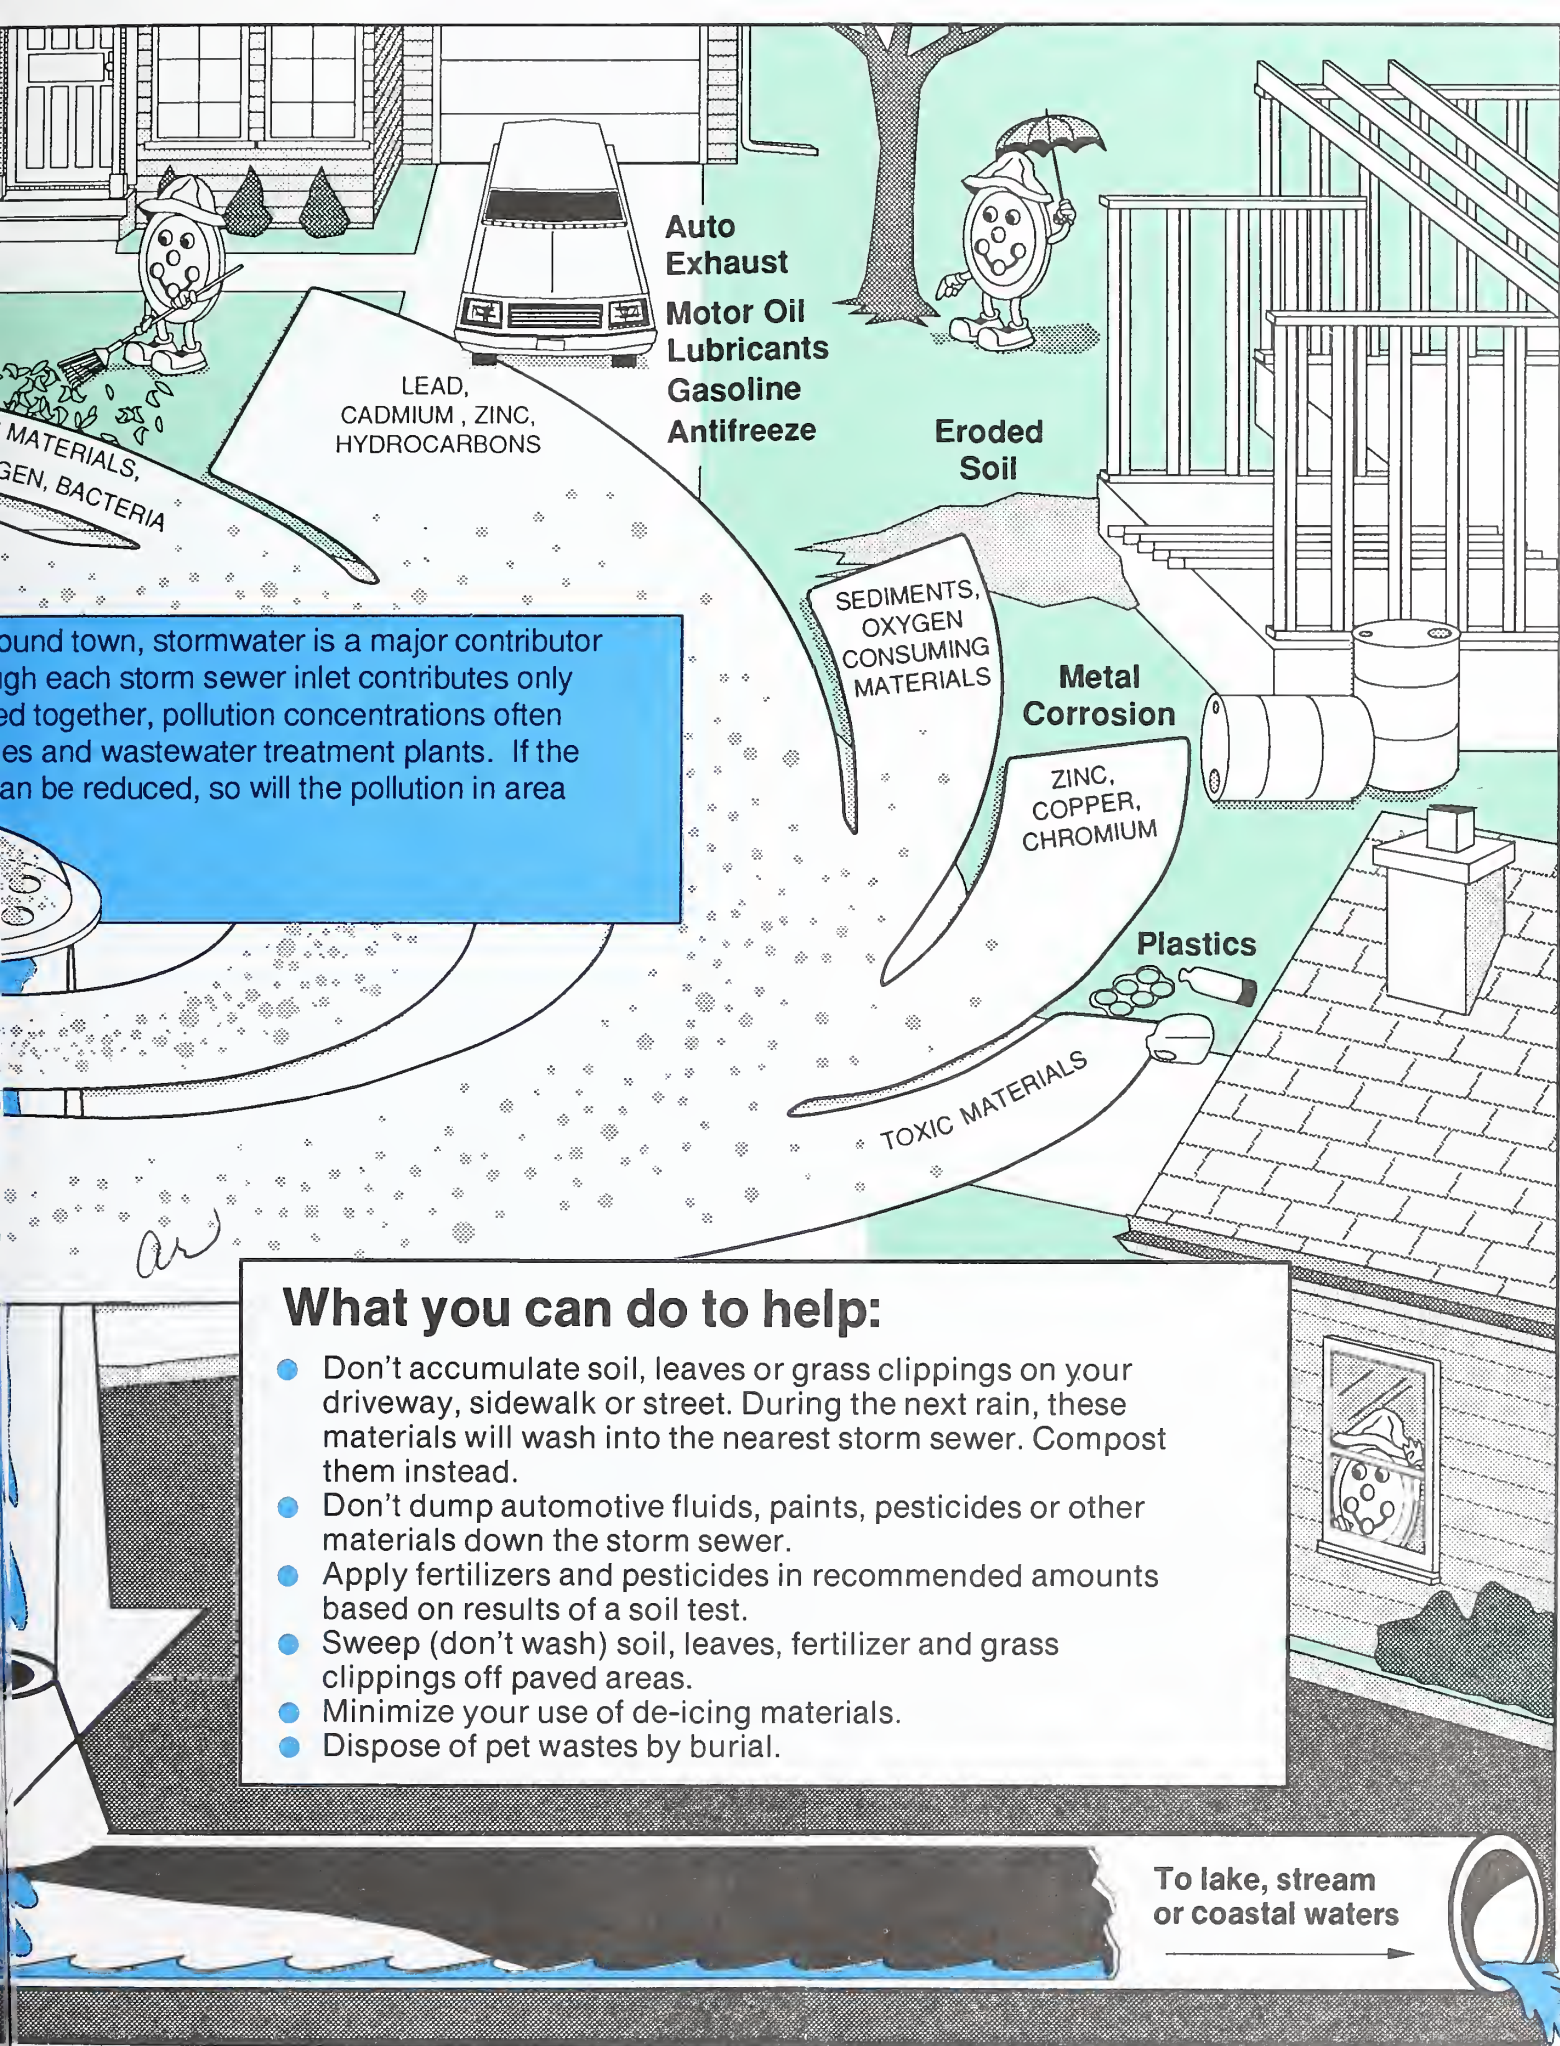 Auto
Exhaust
Motor Oil
Lubricants
Gasoline
Antifreeze
LEAD,
CADMIUM , ZINC,
HYDROCARBONS
MATERIALS,
GEN, BACTERIA
Eroded
Soil
SEDIMENTS,
OXYGEN
CONSUMING
MATERIALS
ound town, stormwater is a major contributor
ugh each storm sewer inlet contributes only
ed together, pollution concentrations often
es and wastewater treatment plants. If the
an be reduced, so will the pollution in area
Metal
Corrosion
ZINC,
COPPER,
CHROMIUM
Plastics
TOXIC MATERIALS
What you can do to help:
Don't accumulate soil, leaves or grass clippings on your
driveway, sidewalk or street. During the next rain, these
materials will wash into the nearest storm sewer. Compost
them instead.
Don't dump automotive fluids, paints, pesticides or other
materials down the storm sewer.
Apply fertilizers and pesticides in recommended amounts
based on results of a soil test.
Sweep (don't wash) soil, leaves, fertilizer and grass
clippings off paved areas.
Minimize your use of de-icing materials.
Dispose of pet wastes by burial.
To lake, stream
or coastal waters